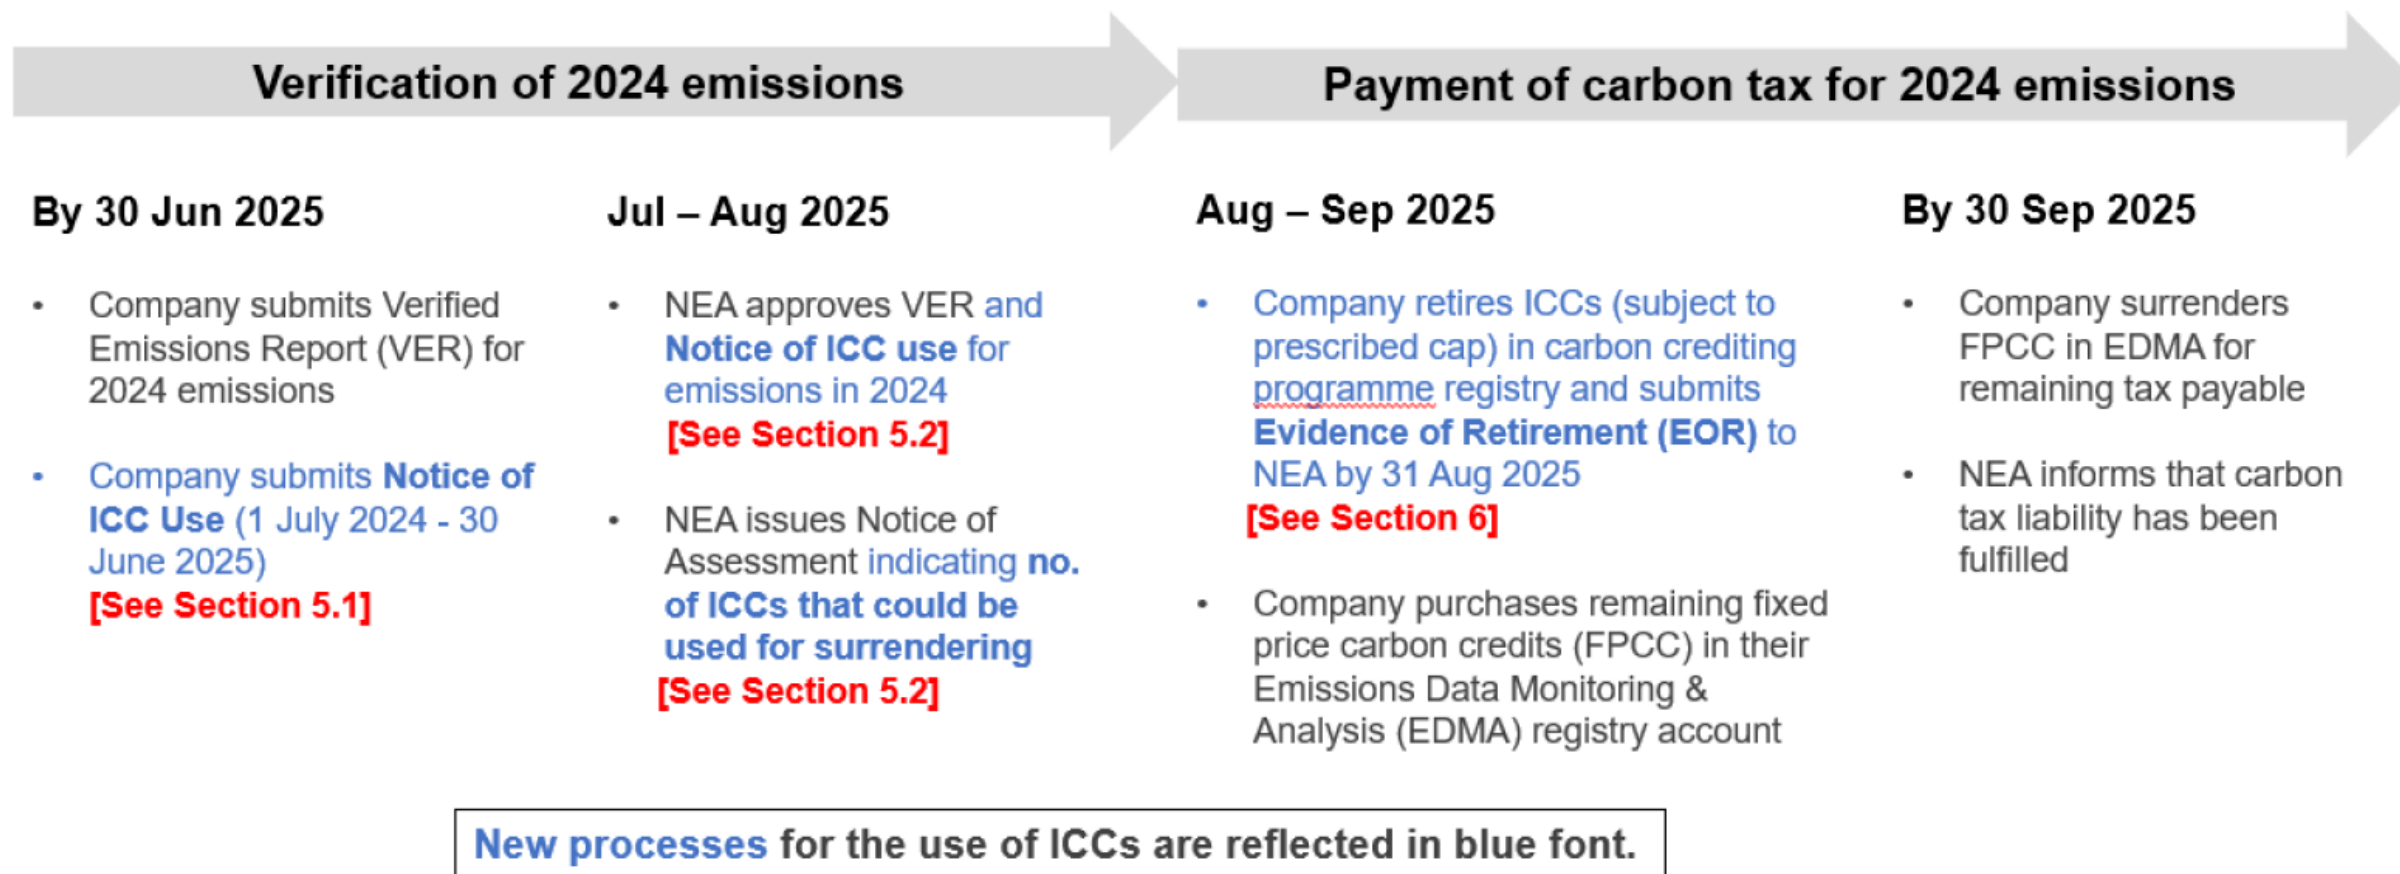 Verification of 2024 emissions
Payment of carbon tax for 2024 emissions
By 30 Jun 2025
• Company submits Verified
Emissions Report (VER) for
2024 emissions
• Company submits Notice of
ICC Use (1 July 2024 - 30
June 2025)
[See Section 5.1]
Jul – Aug 2025
• NEA approves VER and
Notice of ICC use for
emissions in 2024
[See Section 5.2]
• NEA issues Notice of
Assessment indicating no.
of ICCs that could be
used for surrendering
[See Section 5.2]
Aug – Sep 2025
• Company retires ICCs (subject to
prescribed cap) in carbon crediting
programme registry and submits
Evidence of Retirement (EOR) to
NEA by 31 Aug 2025
[See Section 6]
• Company purchases remaining fixed
price carbon credits (FPCC) in their
Emissions Data Monitoring &
Analysis (EDMA) registry account
By 30 Sep 2025
• Company surrenders
FPCC in EDMA for
remaining tax payable
• NEA informs that carbon
tax liability has been
fulfilled
New processes for the use of ICCs are reflected in blue font.